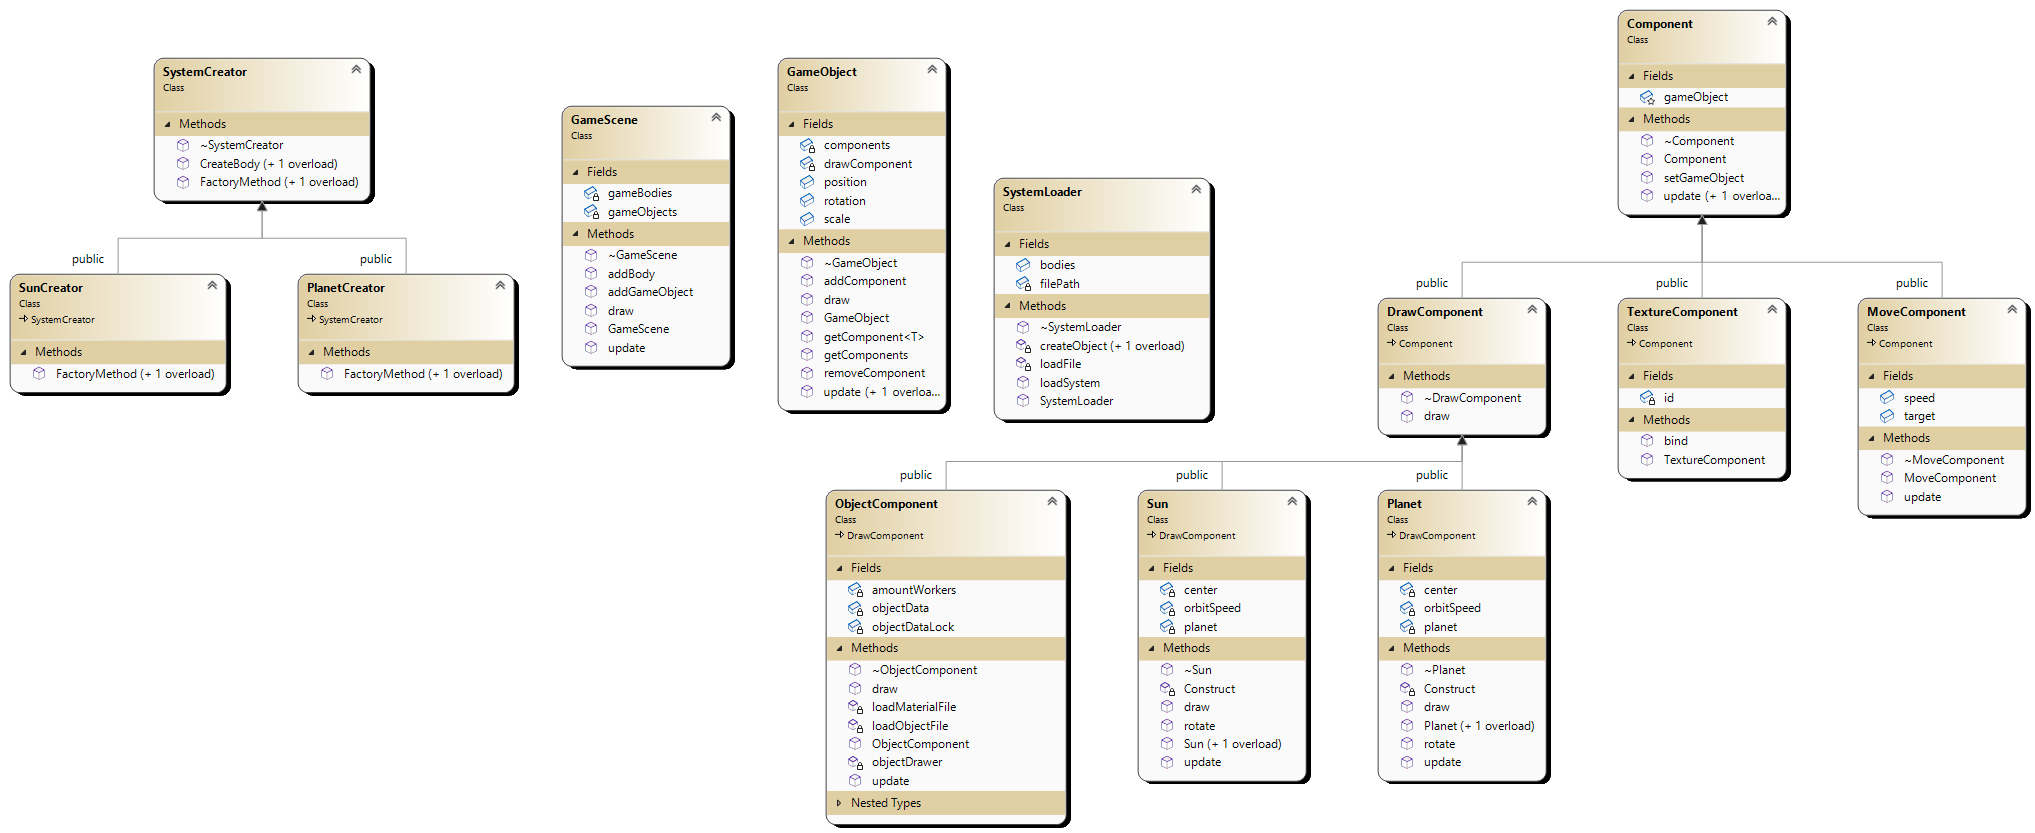 SystemCreator
Class
Methods
~SystemCreator
CreateBody (+ 1 overload)
FactoryMethod (+ 1 overload)
public
public
SunCreator
Class
SystemCreator
Methods
FactoryMethod (+ 1 overload)
PlanetCreator
Class
SystemCreator
Methods
FactoryMethod (+ 1 overload)
GameScene
Class
Fields
gameBodies
gameObjects
Methods
~GameScene
addBody
addGameObject
draw
GameScene
update
GameObject
Class
Fields
components
drawComponent
position
rotation
scale
Methods
~GameObject
addComponent
draw
GameObject
getComponent<T>
getComponents
removeComponent
update (+ 1 overloa...
SystemLoader
Class
Fields
bodies
filePath
Methods
~SystemLoader
createObject (+ 1 overload)
loadFile
loadSystem
SystemLoader
Component
Class
Fields
gameObject
Methods
~Component
Component
setGameObject
update (+ 1 overloa...
public
public
public
DrawComponent
Class
Component
Methods
~DrawComponent
draw
TextureComponent
Class
Component
Fields
id
Methods
bind
TextureComponent
MoveComponent
Class
Component
Fields
speed
target
Methods
~MoveComponent
MoveComponent
update
public
public
public
ObjectComponent
Class
DrawComponent
Fields
amountWorkers
objectData
objectDataLock
Methods
~ObjectComponent
draw
loadMaterialFile
loadObjectFile
ObjectComponent
objectDrawer
update
Nested Types
Sun
Class
DrawComponent
Fields
center
orbitSpeed
planet
Methods
~Sun
Construct
draw
rotate
Sun (+ 1 overload)
update
Planet
Class
DrawComponent
Fields
center
orbitSpeed
planet
Methods
~Planet
Construct
draw
Planet (+ 1 overload)
rotate
update